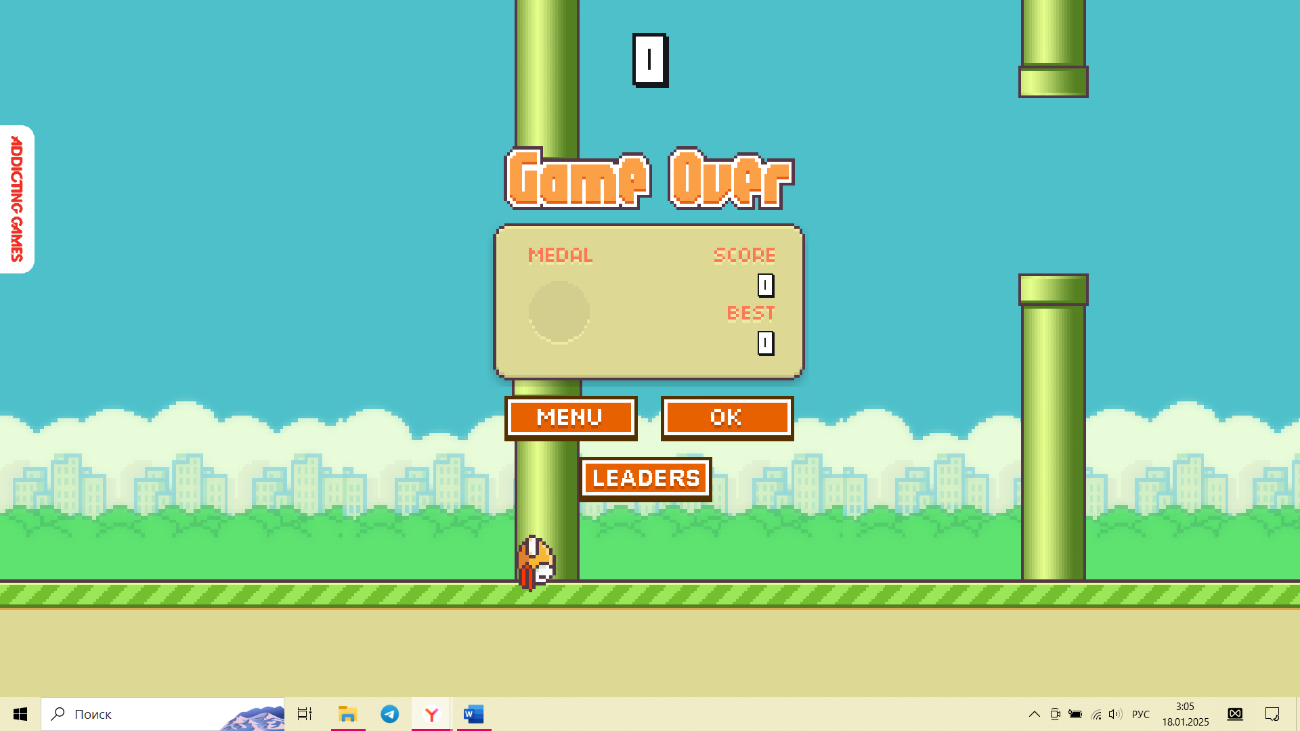 0
ADDICTING GAMES
Game Over
MEDAL
SCORE
0
BEST
0
MENU
OK
LEADERS
Поиск
РУС
3:05
18.01.2025